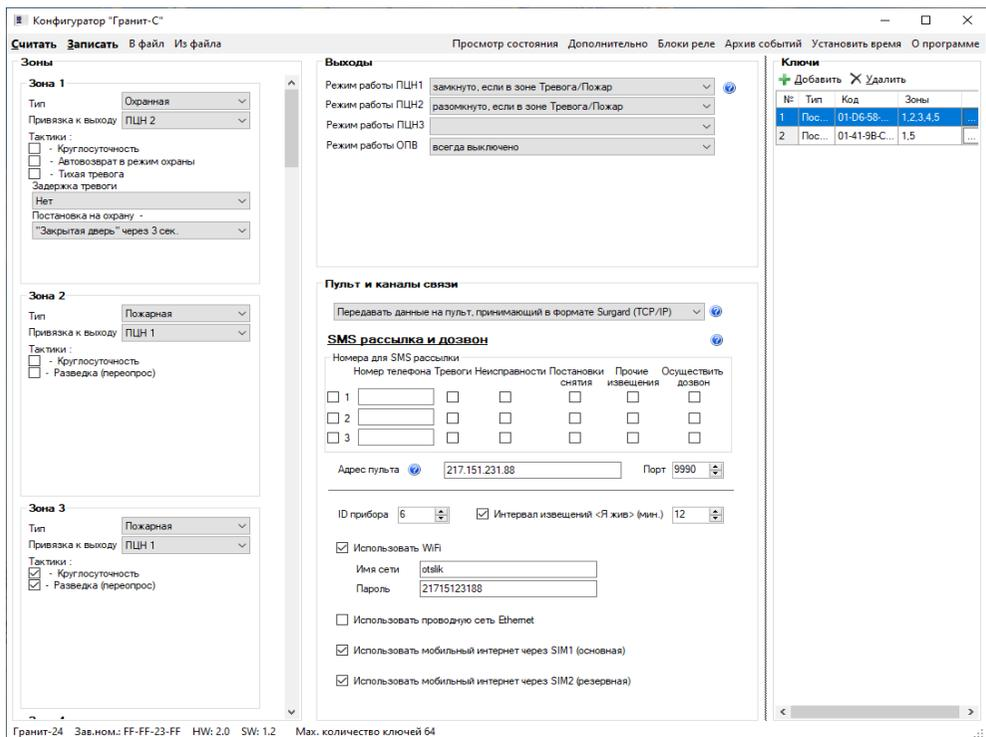 Конфигуратор "Гранит-С"
Считать Записать В файл Из файла Просмотр состояния Дополнительно Блоки реле Архив событий Установить время О программе
Зоны
Зона 1
Тип Охранная
Привязка к выходу ПЦН 2
Тактики :
- Круглосуточность
- Автовозврат в режим охраны
- Тихая тревога
Задержка тревоги
Нет
Постановка на охрану -
"Закрытая дверь" через 3 сек.
Зона 2
Тип Пожарная
Привязка к выходу ПЦН 1
Тактики :
- Круглосуточность
- Разведка (переопрос)
Зона 3
Тип Пожарная
Привязка к выходу ПЦН 1
Тактики :
- Круглосуточность
- Разведка (переопрос)
Выходы
Режим работы ПЦН1 замкнуто, если в зоне Тревога/Пожар
Режим работы ПЦН2 разомкнуто, если в зоне Тревога/Пожар
Режим работы ПЦН3
Режим работы ОПВ всегда выключено
Пульт и каналы связи
Передавать данные на пульт, принимающий в формате Surgard (TCP/IP)
SMS рассылка и дозвон
Номера для SMS рассылки
Номер телефона Тревоги Неисправности Постановки снятия Прочие извещения Осуществить дозвон
1
2
3
Адрес пульта 217.151.231.88 Порт 9990
ID прибора 6 Интервал извещений <Я жив> (мин.) 12
Использовать WiFi
Имя сети otslik
Пароль 21715123188
Использовать проводную сеть Ethernet
Использовать мобильный интернет через SIM1 (основная)
Использовать мобильный интернет через SIM2 (резервная)
Ключи
Добавить Удалить
№ Тип Код Зоны
1 Пос... 01-D6-58-... 1,2,3,4,5 ...
2 Пос... 01-41-9B-C... 1,5 ...
Гранит-24 Зав.ном.: FF-FF-23-FF HW: 2.0 SW: 1.2 Мах. количество ключей 64